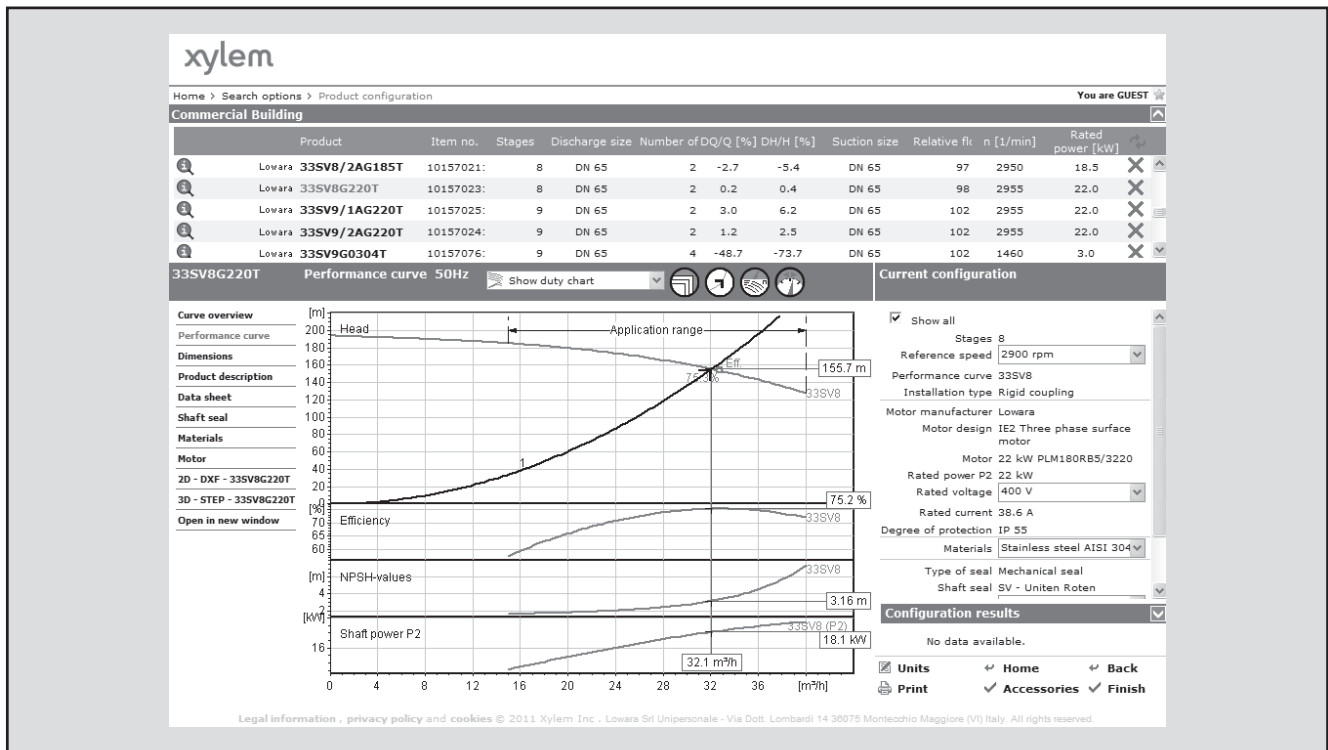 xylem
Home > Search options > Product configuration
You are GUEST
Commercial Building
Product Item no. Stages Discharge size Number of DQ/Q [%] DH/H [%] Suction size Relative flo n [1/min] Rated power [kW]
Lowara 33SV8/2AG185T 10157021: 8 DN 65 2 -2.7 -5.4 DN 65 97 2950 18.5
Lowara 33SV8G220T 10157023: 8 DN 65 2 0.2 0.4 DN 65 98 2955 22.0
Lowara 33SV9/1AG220T 10157025: 9 DN 65 2 3.0 6.2 DN 65 102 2955 22.0
Lowara 33SV9/2AG220T 10157024: 9 DN 65 2 1.2 2.5 DN 65 102 2955 22.0
Lowara 33SV9G0304T 10157076: 9 DN 65 4 -48.7 -73.7 DN 65 102 1460 3.0
33SV8G220T Performance curve 50Hz Show duty chart
Curve overview
Performance curve
Dimensions
Product description
Data sheet
Shaft seal
Materials
Motor
2D - DXF - 33SV8G220T
3D - STEP - 33SV8G220T
Open in new window
[m]
Head
Application range
200
180
160
140
120
100
80
60
40
20
0
Eff.
75.3%
155.7 m
33SV8
1
75.2 %
[%]
Efficiency
70
65
60
33SV8
[m]
NPSH-values
4
2
33SV8
3.16 m
[kW]
Shaft power P2
16
33SV8 (P2)
18.1 kW
32.1 m³/h
0 4 8 12 16 20 24 28 32 36 [m³/h]
Current configuration
Show all
Stages 8
Reference speed 2900 rpm
Performance curve 33SV8
Installation type Rigid coupling
Motor manufacturer Lowara
Motor design IE2 Three phase surface
motor
Motor 22 kW PLM180RB5/3220
Rated power P2 22 kW
Rated voltage 400 V
Rated current 38.6 A
Degree of protection IP 55
Materials Stainless steel AISI 304
Type of seal Mechanical seal
Shaft seal SV - Uniten Roten
Configuration results
No data available.
Units Home Back
Print Accessories Finish
Legal information , privacy policy and cookies © 2011 Xylem Inc . Lowara Srl Unipersonale - Via Dott. Lombardi 14 36075 Montecchio Maggiore (VI) Italy. All rights reserved.